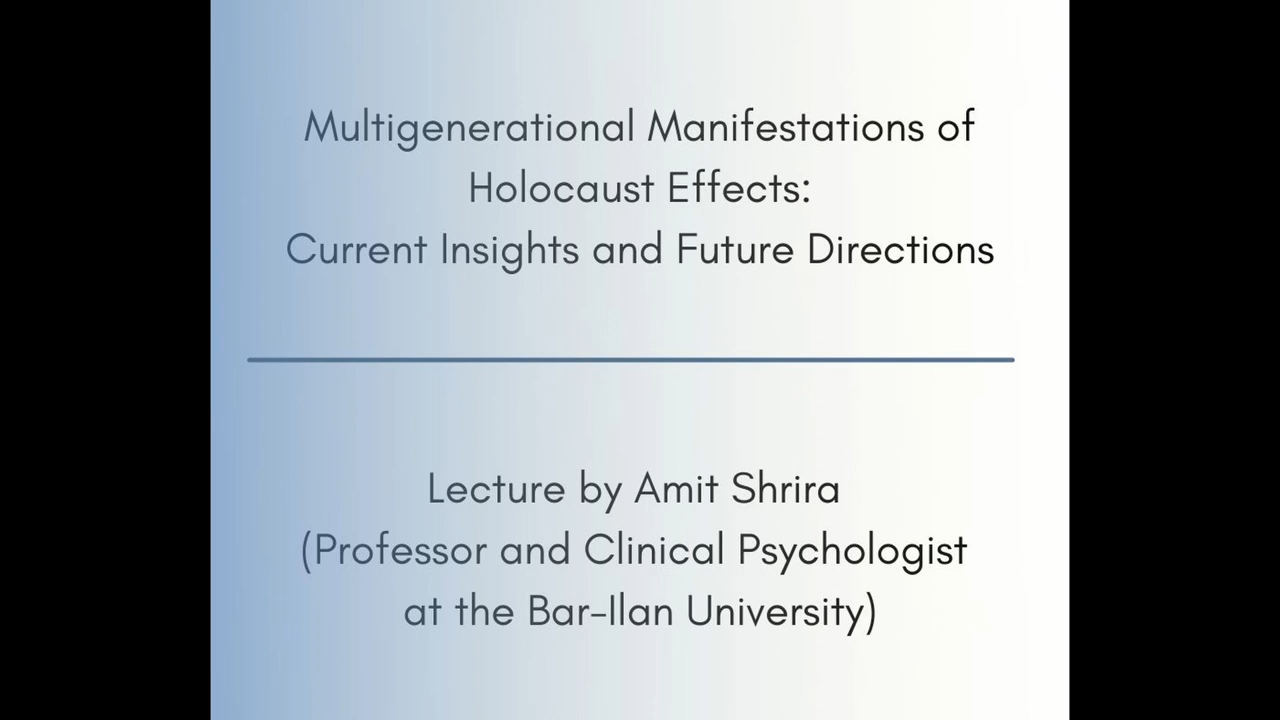 Multigenerational Manifestations of
Holocaust Effects:
Current Insights and Future Directions
Lecture by Amit Shrira
(Professor and Clinical Psychologist
at the Bar-Ilan University)